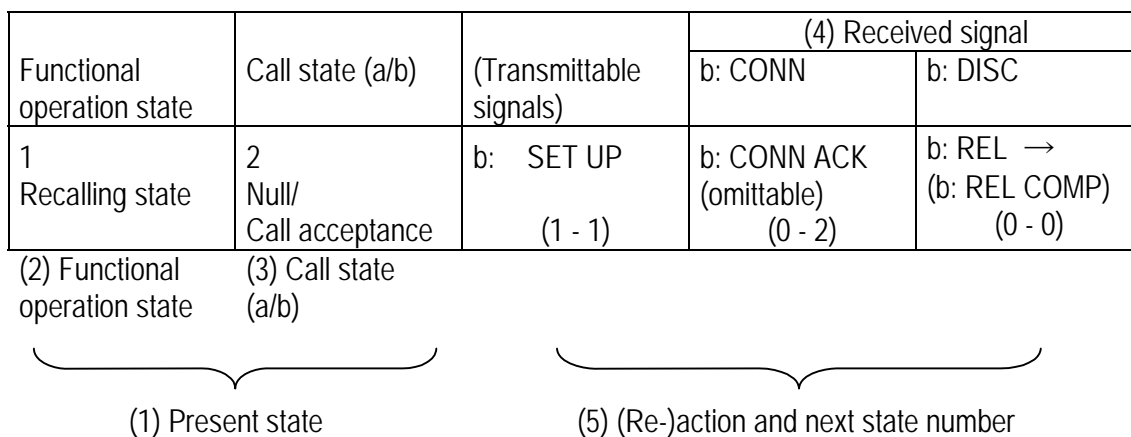 (4) Received signal
Functional
operation state
Call state (a/b)
(Transmittable
signals)
b: CONN
b: DISC
1
Recalling state
2
Null/
Call acceptance
b: SET UP
(1 - 1)
b: CONN ACK
(omittable)
(0 - 2)
b: REL →
(b: REL COMP)
(0 - 0)
(2) Functional
operation state
(3) Call state
(a/b)
(1) Present state
(5) (Re-)action and next state number